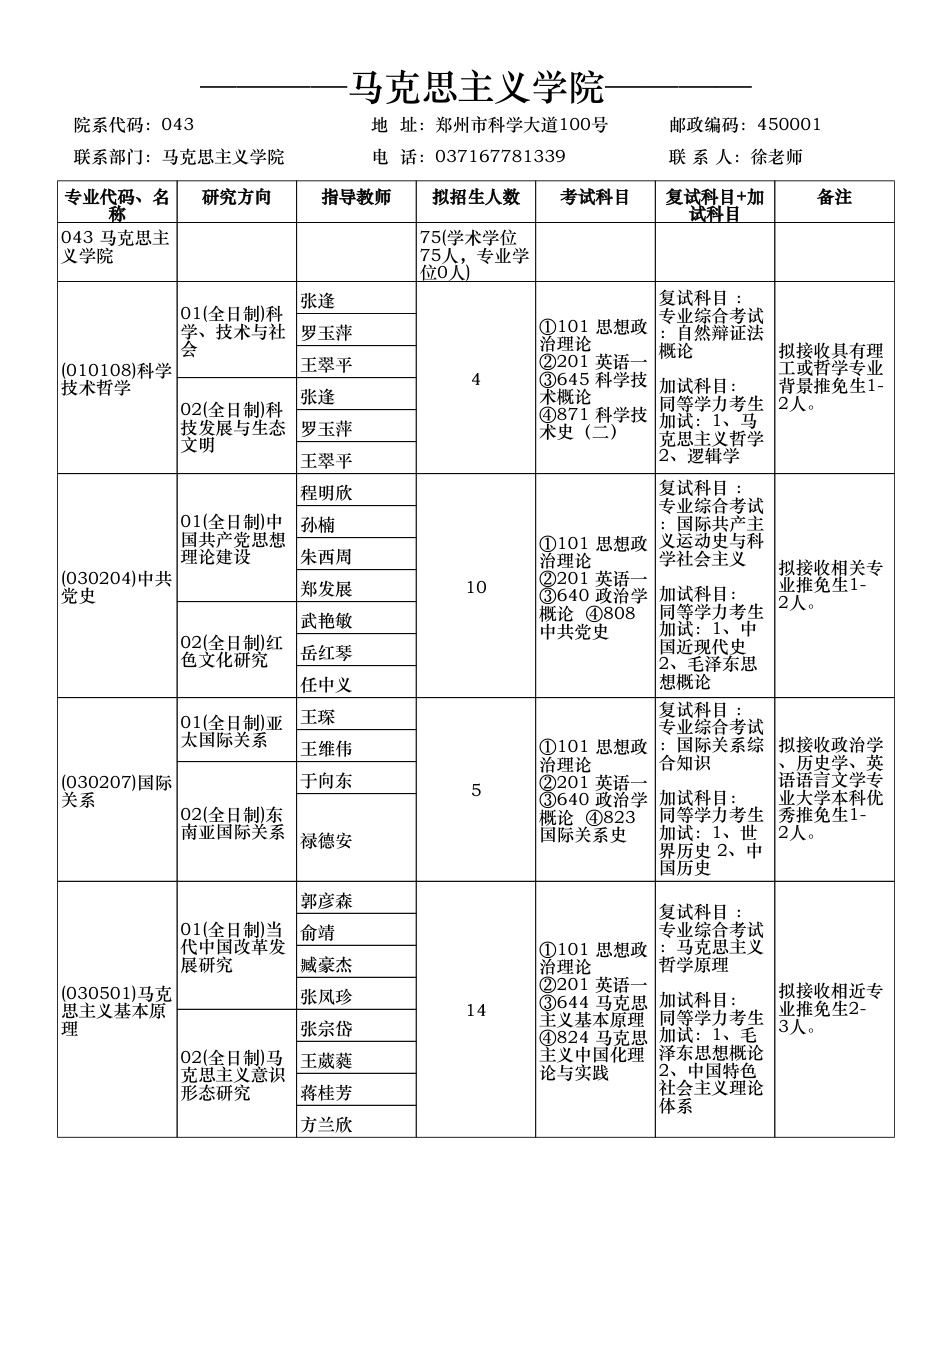 ————马克思主义学院————
院系代码：043 地 址：郑州市科学大道100号 邮政编码：450001
联系部门：马克思主义学院 电 话：037167781339 联 系 人：徐老师
专业代码、名 研究方向 指导教师 拟招生人数 考试科目 复试科目+加 备注
称 试科目
043 马克思主
义学院
75(学术学位
75人，专业学
位0人)
(010108)科学
技术哲学
01(全日制)科
学、技术与社
会
张逢
罗玉萍
王翠平
02(全日制)科
技发展与生态
文明
张逢
罗玉萍
王翠平
4
①101 思想政
治理论
②201 英语一
③645 科学技
术概论
④871 科学技
术史（二）
复试科目：
专业综合考试
：自然辩证法
概论
加试科目：
同等学力考生
加试：1、马
克思主义哲学
2、逻辑学
拟接收具有理
工或哲学专业
背景推免生1-
2人。
(030204)中共
党史
01(全日制)中
国共产党思想
理论建设
程明欣
孙楠
朱西周
郑发展
02(全日制)红
色文化研究
武艳敏
岳红琴
任中义
10
①101 思想政
治理论
②201 英语一
③640 政治学
概论 ④808
中共党史
复试科目：
专业综合考试
：国际共产主
义运动史与科
学社会主义
加试科目：
同等学力考生
加试：1、中
国近现代史
2、毛泽东思
想概论
拟接收相关专
业推免生1-
2人。
(030207)国际
关系
01(全日制)亚
太国际关系
王琛
王维伟
02(全日制)东
南亚国际关系
于向东
禄德安
5
①101 思想政
治理论
②201 英语一
③640 政治学
概论 ④823
国际关系史
复试科目：
专业综合考试
：国际关系综
合知识
加试科目：
同等学力考生
加试：1、世
界历史 2、中
国历史
拟接收政治学
、历史学、英
语语言文学专
业大学本科优
秀推免生1-
2人。
(030501)马克
思主义基本原
理
01(全日制)当
代中国改革发
展研究
郭彦森
俞靖
臧豪杰
张凤珍
02(全日制)马
克思主义意识
形态研究
张宗岱
王葳蕤
蒋桂芳
方兰欣
14
①101 思想政
治理论
②201 英语一
③644 马克思
主义基本原理
④824 马克思
主义中国化理
论与实践
复试科目：
专业综合考试
：马克思主义
哲学原理
加试科目：
同等学力考生
加试：1、毛
泽东思想概论
2、中国特色
社会主义理论
体系
拟接收相近专
业推免生2-
3人。